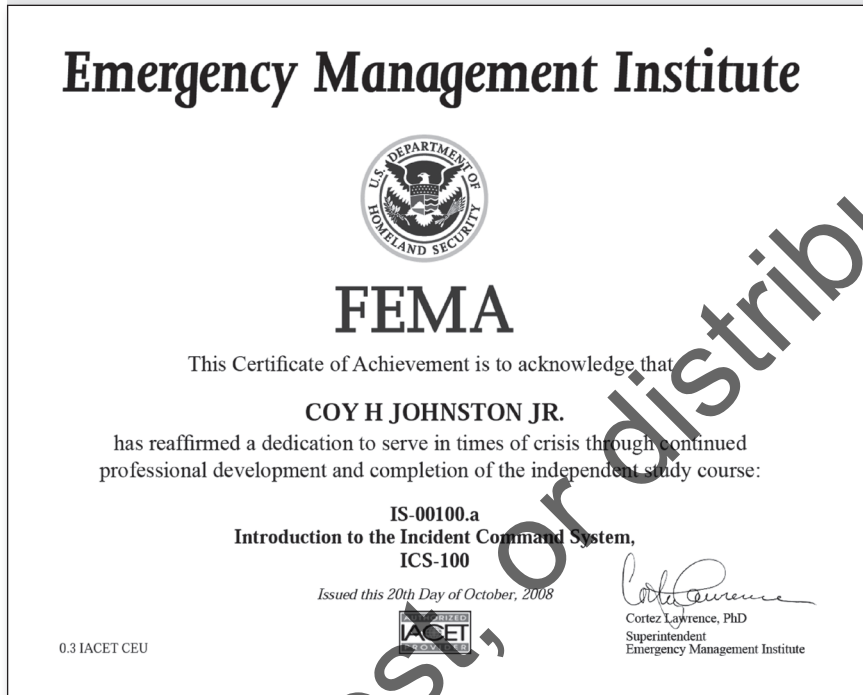 Emergency Management Institute
U.S. DEPARTMENT OF
HOMELAND SECURITY
FEMA
This Certificate of Achievement is to acknowledge that
COY H JOHNSTON JR.
has reaffirmed a dedication to serve in times of crisis through continued
professional development and completion of the independent study course:
IS-00100.a
Introduction to the Incident Command System,
ICS-100
Issued this 20th Day of October, 2008
Cortez Lawrence, PhD
Superintendent
Emergency Management Institute
0.3 IACET CEU
AUTHORIZED
IACET
PROVIDER
, or